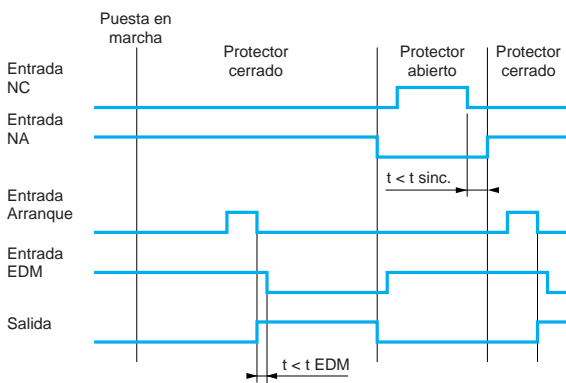 Puesta en
marcha
Protector
cerrado
Protector
abierto
Protector
cerrado
Entrada
NC
Entrada
NA
t < t sinc.
Entrada
Arranque
Entrada
EDM
Salida
t < t EDM